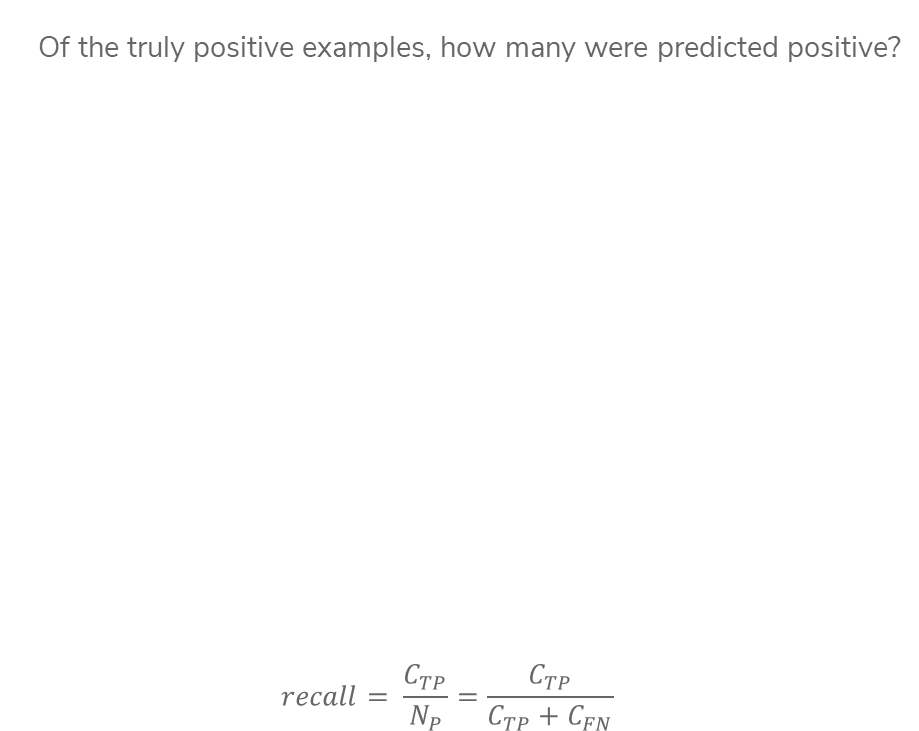 Of the truly positive examples, how many were predicted positive?
recall = C_TP / N_P = C_TP / (C_TP + C_FN)